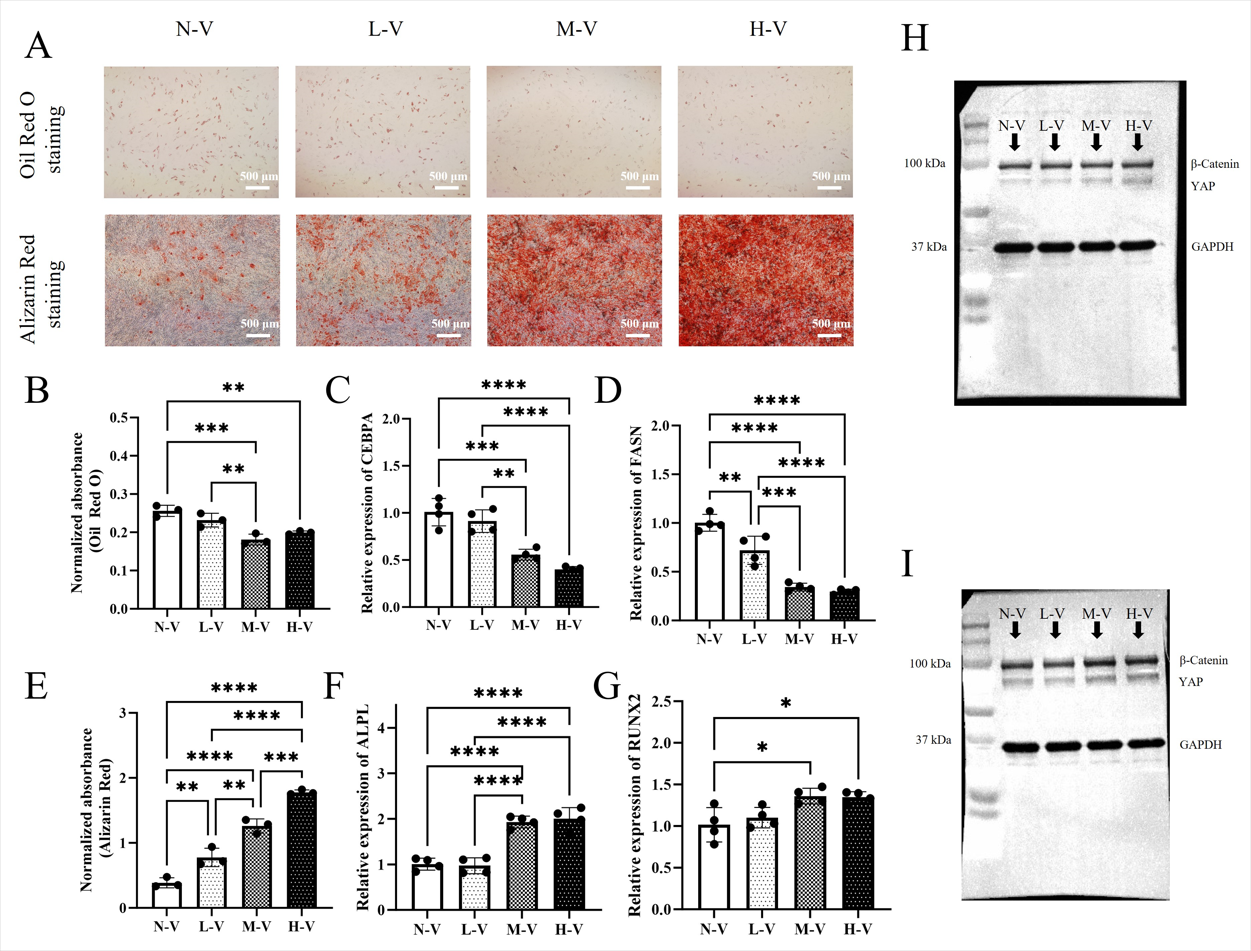 A
N-V L-V M-V H-V
Oil Red O
staining
500 μm 500 μm 500 μm 500 μm
Alizarin Red
staining
500 μm 500 μm 500 μm 500 μm
B
Normalized absorbance
(Oil Red O)
0.5
0.4
0.3
0.2
0.1
0.0
**
***
**
N-V L-V M-V H-V
C
Relative expression of CEBPA
2.0
1.5
1.0
0.5
0.0
****
****
***
**
N-V L-V M-V H-V
D
Relative expression of FASN
2.0
1.5
1.0
0.5
0.0
****
****
****
**
***
N-V L-V M-V H-V
E
Normalized absorbance
(Alizarin Red)
3
2
1
0
****
****
****
***
**
**
N-V L-V M-V H-V
F
Relative expression of ALPL
4
3
2
1
0
****
****
****
****
N-V L-V M-V H-V
G
Relative expression of RUNX2
2.5
2.0
1.5
1.0
0.5
0.0
*
*
N-V L-V M-V H-V
H
N-V L-V M-V H-V
100 kDa
β-Catenin
YAP
37 kDa
GAPDH
I
N-V L-V M-V H-V
100 kDa
β-Catenin
YAP
37 kDa
GAPDH